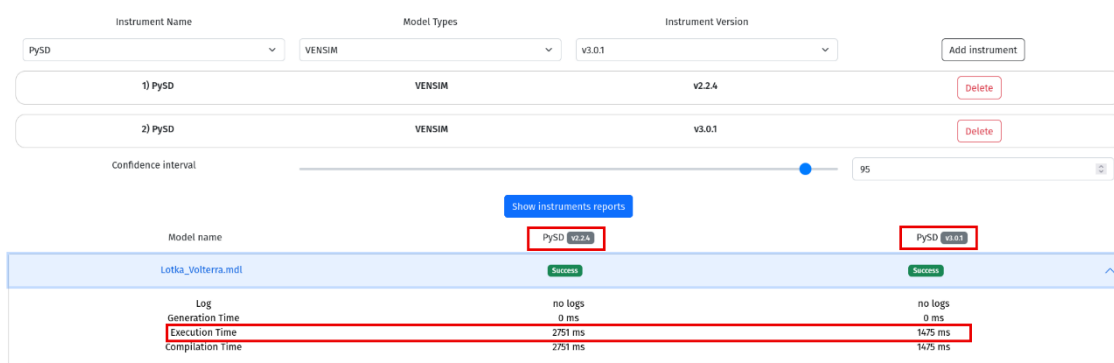 Instrument Name Model Types Instrument Version
PySD VENSIM v3.0.1 Add instrument
1) PySD VENSIM v2.2.4 Delete
2) PySD VENSIM v3.0.1 Delete
Confidence interval 95
Show instruments reports
Model name PySD v2.2.4 PySD v3.0.1
Lotka_Volterra.mdl Success Success
Log no logs no logs
Generation Time 0 ms 0 ms
Execution Time 2751 ms 1475 ms
Compilation Time 2751 ms 1475 ms